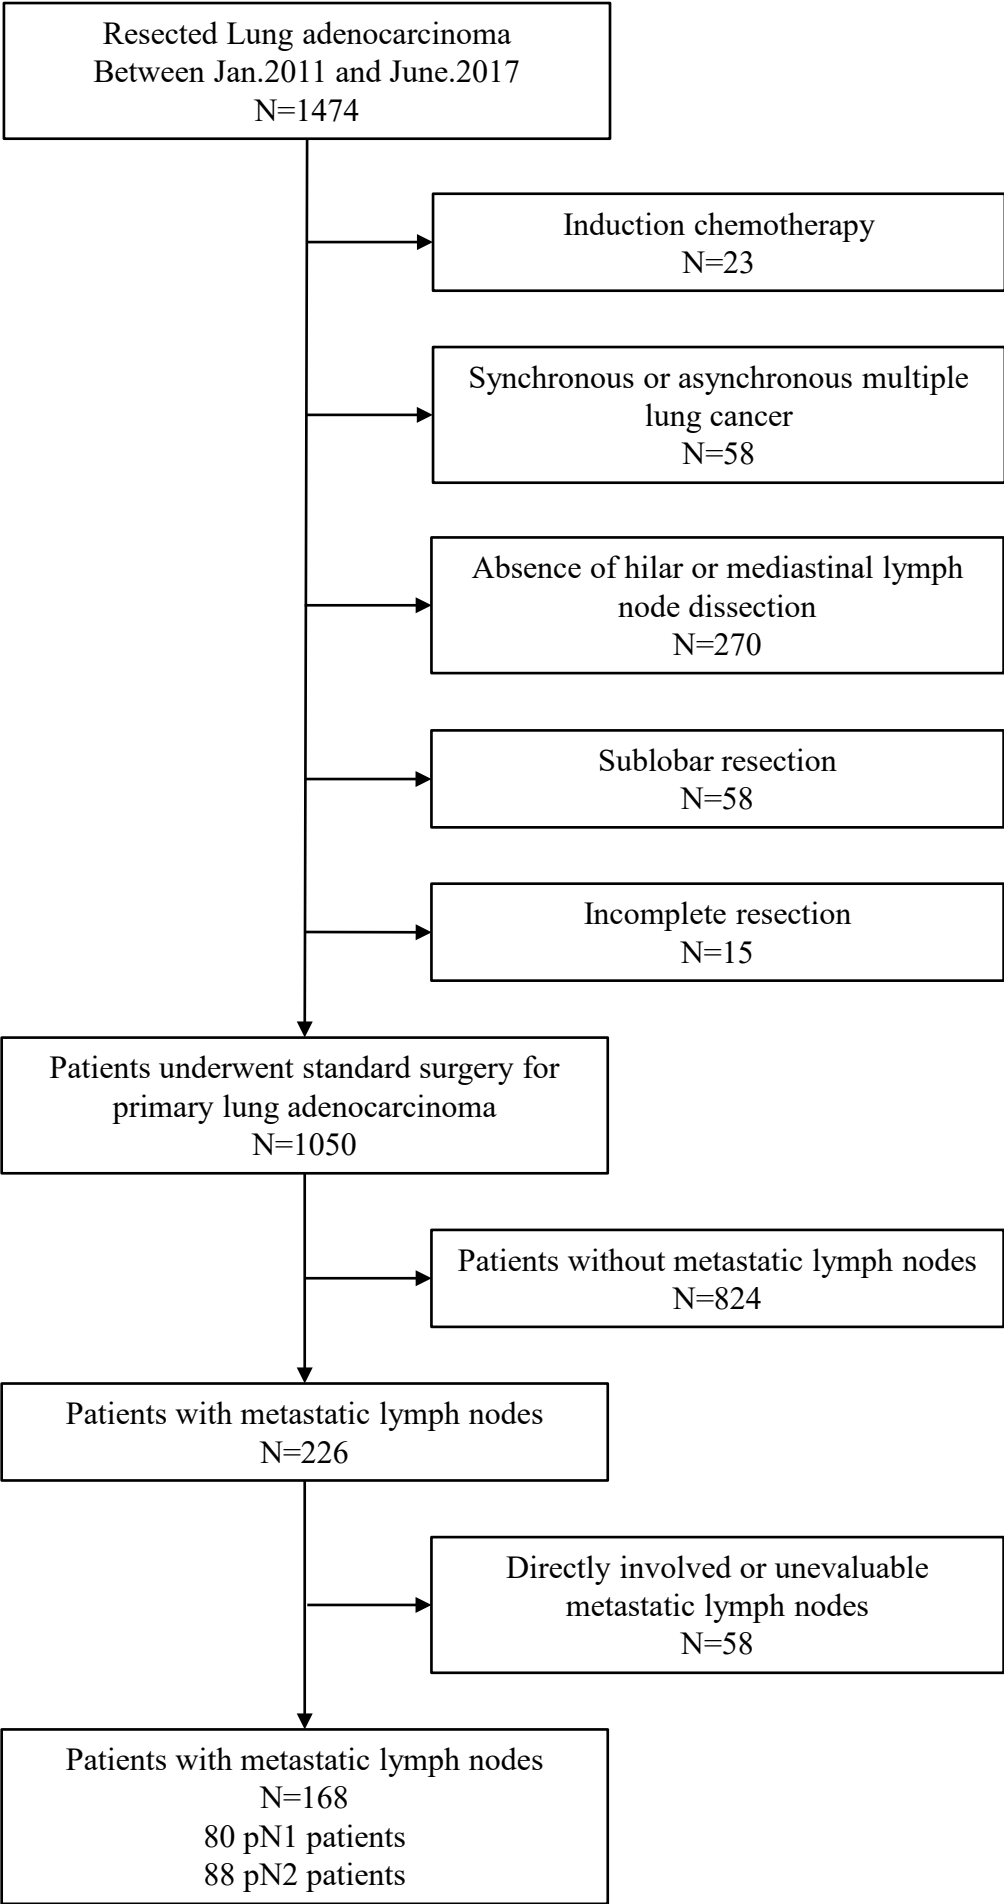 Resected Lung adenocarcinoma
Between Jan.2011 and June.2017
N=1474
Induction chemotherapy
N=23
Synchronous or asynchronous multiple
lung cancer
N=58
Absence of hilar or mediastinal lymph
node dissection
N=270
Sublobar resection
N=58
Incomplete resection
N=15
Patients underwent standard surgery for
primary lung adenocarcinoma
N=1050
Patients without metastatic lymph nodes
N=824
Patients with metastatic lymph nodes
N=226
Directly involved or unevaluable
metastatic lymph nodes
N=58
Patients with metastatic lymph nodes
N=168
80 pN1 patients
88 pN2 patients